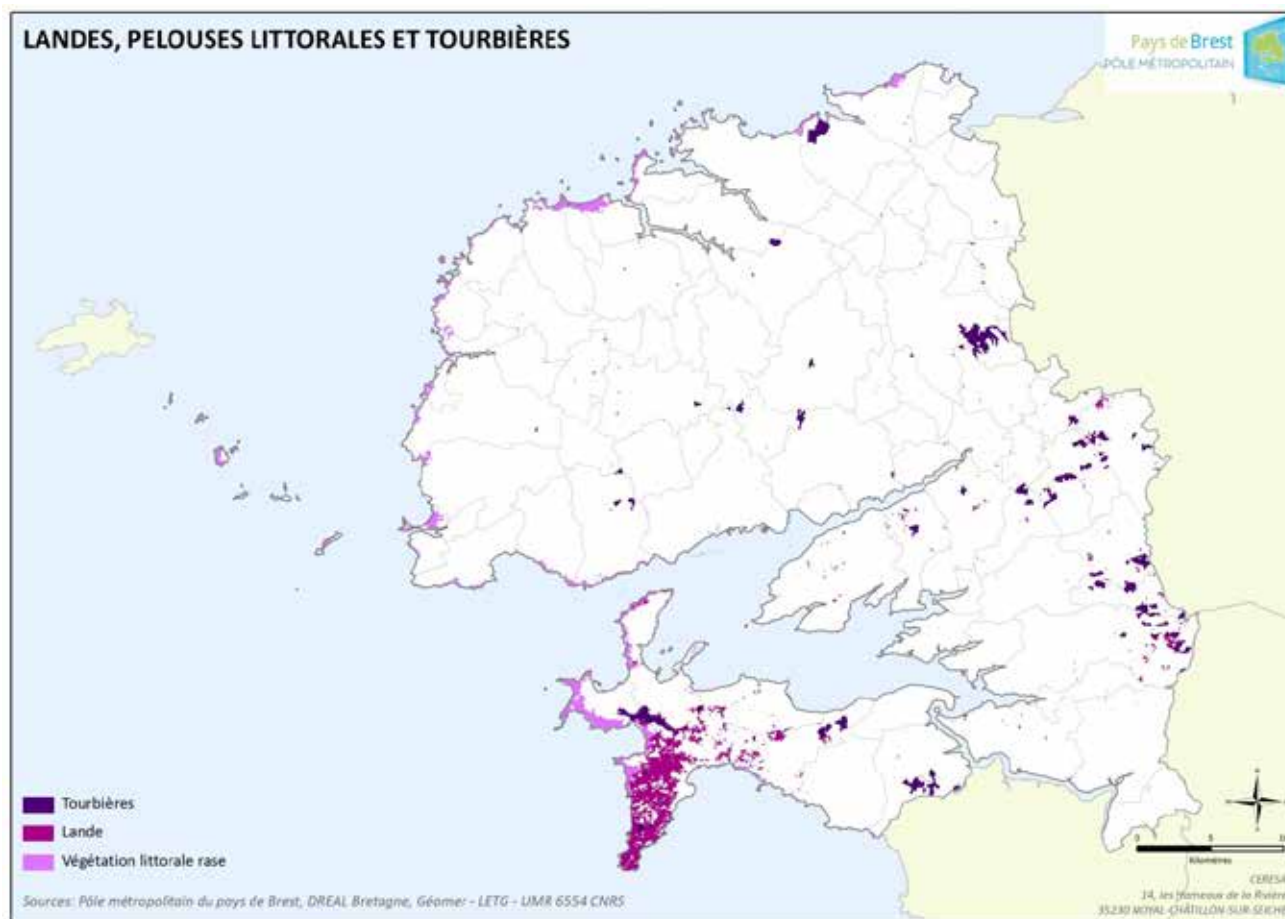 LANDES, PELOUSES LITTORALES ET TOURBIÈRES
Pays de Brest
PÔLE MÉTROPOLITAIN
Tourbières
Lande
Végétation littorale rase
0 5 10
Kilomètres
Sources: Pôle métropolitain du pays de Brest, DREAL Bretagne, Géomer - LETG - UMR 6554 CNRS
CERESA
14, les Hameaux de la Rivière
35230 NOYAL-CHÂTILLON-SUR-SEICHE